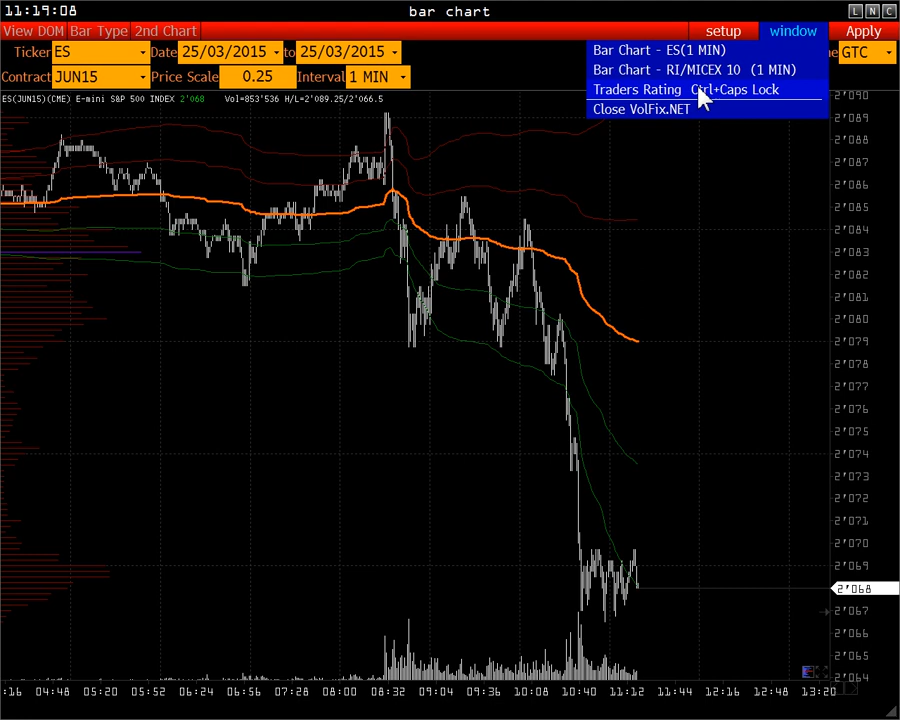 11:19:08
bar chart
L N C
View DOM Bar Type 2nd Chart
setup window Apply
Ticker ES Date 25/03/2015 to 25/03/2015
GTC
Contract JUN15 Price Scale 0.25 Interval 1 MIN
Bar Chart - ES(1 MIN)
Bar Chart - RI/MICEX 10 (1 MIN)
Traders Rating Ctrl+Caps Lock
Close VolFix.NET
ES(JUN15)(CME) E-mini S&P 500 INDEX 2'068 Vol=853'536 H/L=2'089.25/2'066.5
2'090
2'089
2'088
2'087
2'086
2'085
2'084
2'083
2'082
2'081
2'080
2'079
2'078
2'077
2'076
2'075
2'074
2'073
2'072
2'071
2'070
2'069
2'068
2'067
2'066
2'065
2'064
:16 04:48 05:20 05:52 06:24 06:56 07:28 08:00 08:32 09:04 09:36 10:08 10:40 11:12 11:44 12:16 12:48 13:20